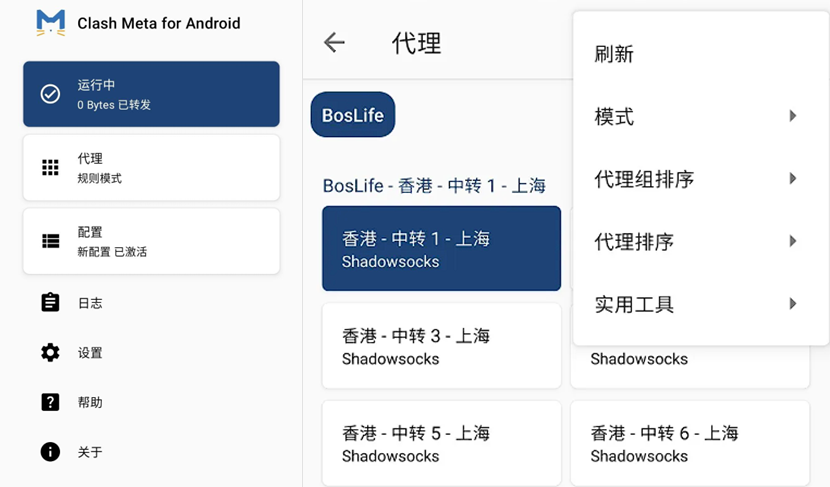 Clash Meta for Android
运行中
0 Bytes 已转发
代理
规则模式
配置
新配置 已激活
日志
设置
帮助
关于
代理
BosLife
BosLife - 香港 - 中转 1 - 上海
香港 - 中转 1 - 上海
Shadowsocks
香港 - 中转 3 - 上海
Shadowsocks
Shadowsocks
香港 - 中转 5 - 上海
Shadowsocks
香港 - 中转 6 - 上海
Shadowsocks
刷新
模式
代理组排序
代理排序
实用工具